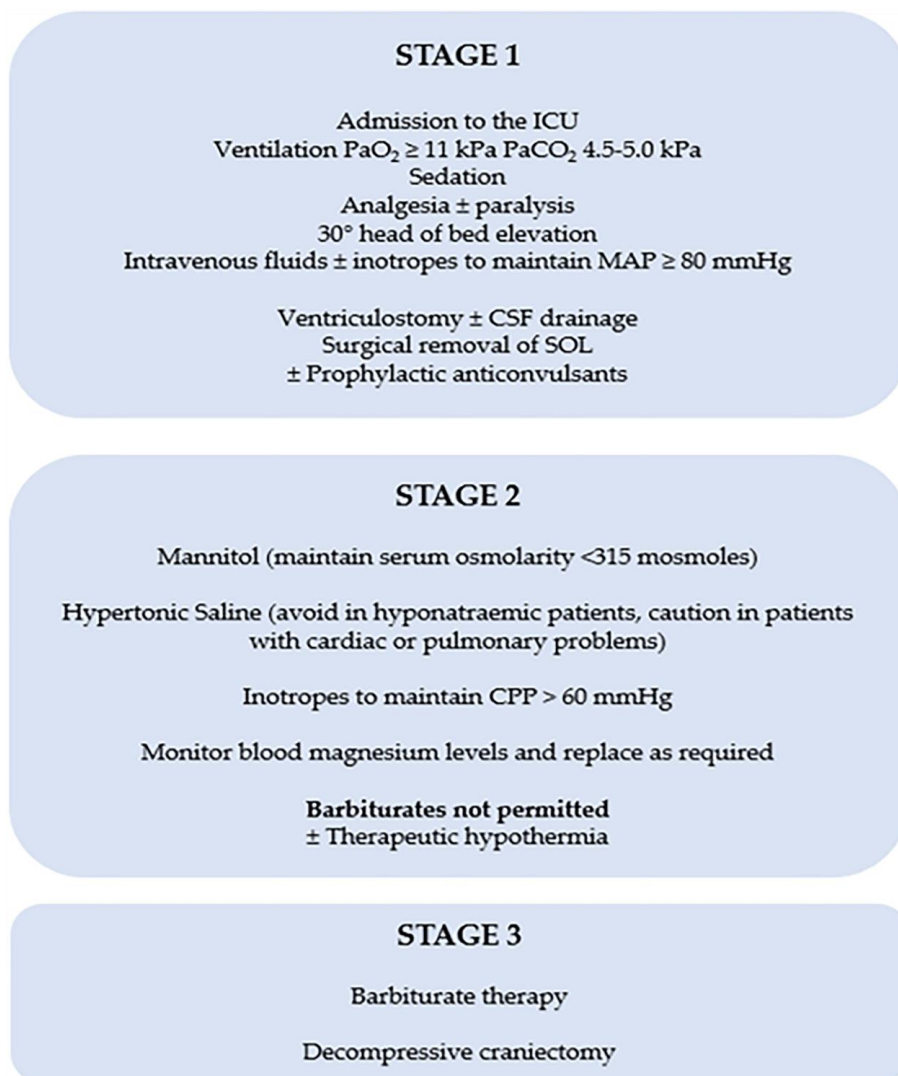 STAGE 1
Admission to the ICU
Ventilation PaO₂ ≥ 11 kPa PaCO₂ 4.5-5.0 kPa
Sedation
Analgesia ± paralysis
30° head of bed elevation
Intravenous fluids ± inotropes to maintain MAP ≥ 80 mmHg
Ventriculostomy ± CSF drainage
Surgical removal of SOL
± Prophylactic anticonvulsants
STAGE 2
Mannitol (maintain serum osmolarity <315 mosmoles)
Hypertonic Saline (avoid in hyponatraemic patients, caution in patients
with cardiac or pulmonary problems)
Inotropes to maintain CPP > 60 mmHg
Monitor blood magnesium levels and replace as required
Barbiturates not permitted
± Therapeutic hypothermia
STAGE 3
Barbiturate therapy
Decompressive craniectomy